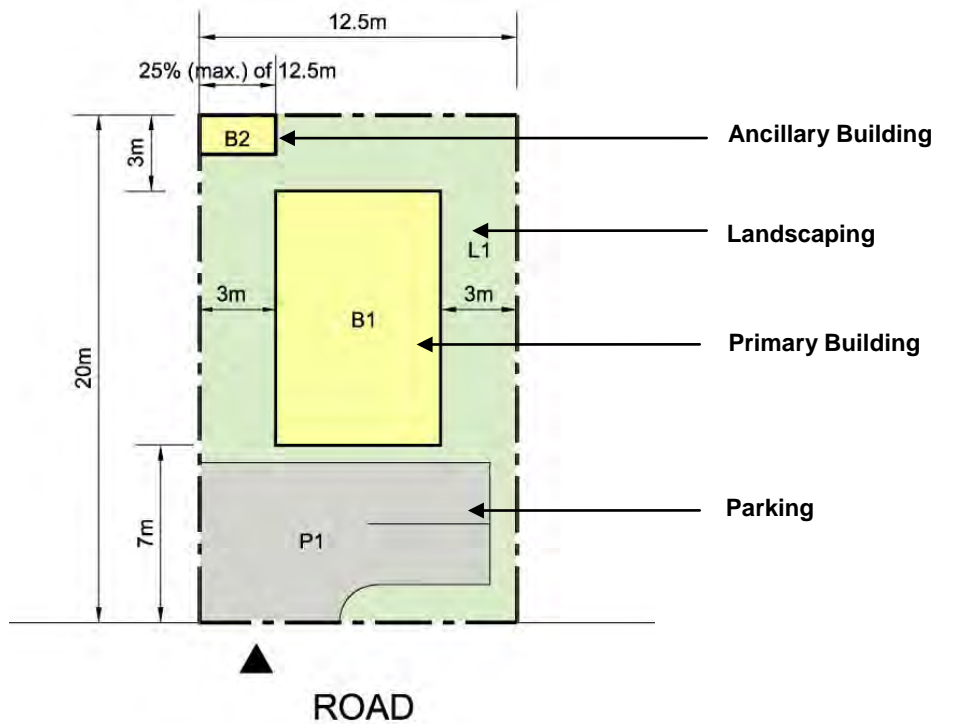 12.5m
25% (max.) of 12.5m
B2
Ancillary Building
3m
Landscaping
L1
3m
3m
B1
Primary Building
20m
Parking
7m
P1
ROAD